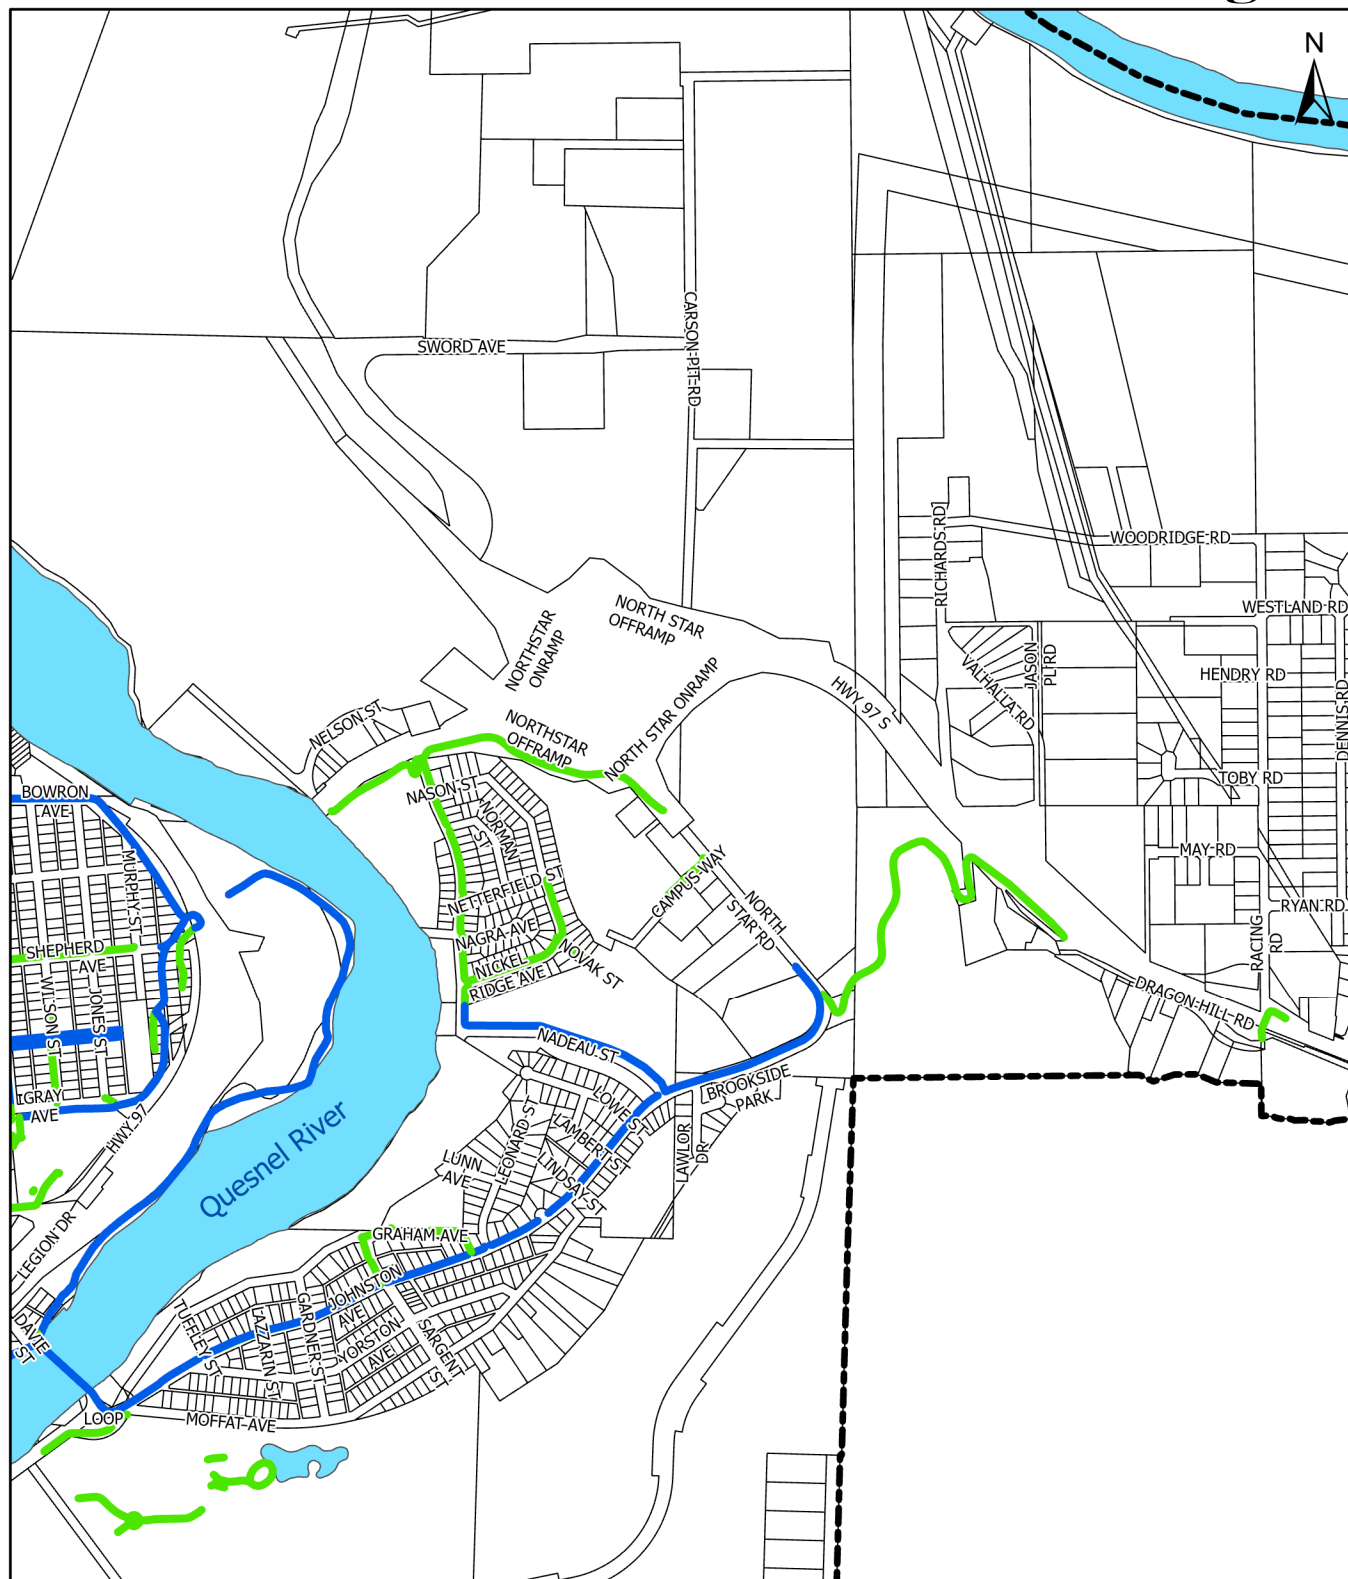 g
N
SWORD AVE
CARSON PIT RD
RICHARDS RD
WOODRIDGE RD
WESTLAND RD
NORTH STAR
OFFRAMP
NORTHSTAR
ONRAMP
JASON
PL RD
VALHALLA RD
HENDRY RD
DENNIS RD
HWY 97 S
NORTH STAR ONRAMP
NELSON ST
NORTHSTAR
OFFRAMP
TOBY RD
BOWRON
AVE
NASON ST
NORMAN
ST
MAY RD
MURPHY ST
CAMPUS WAY
NETTERFIELD ST
RYAN RD
NORTH
STAR RD
RACING
RD
SHEPHERD
AVE
NAGRA AVE
NOVAK ST
NICKEL
RIDGE AVE
WILSON ST
JONES ST
DRAGON HILL RD
NADEAU ST
GRAY
AVE
HWY 97
BROOKSIDE
PARK
LOWE ST
LEONARD ST
LAMBERT ST
LAWLOR
DR
LUNN
AVE
LINDSAY ST
Quesnel River
LEGION DR
GRAHAM AVE
JOHNSTON
AVE
DAVIE
ST
TUFFLEY ST
LAZZARIN ST
GARDNER ST
YORSTON
AVE
SARGENT
ST
LOOP
MOFFAT AVE